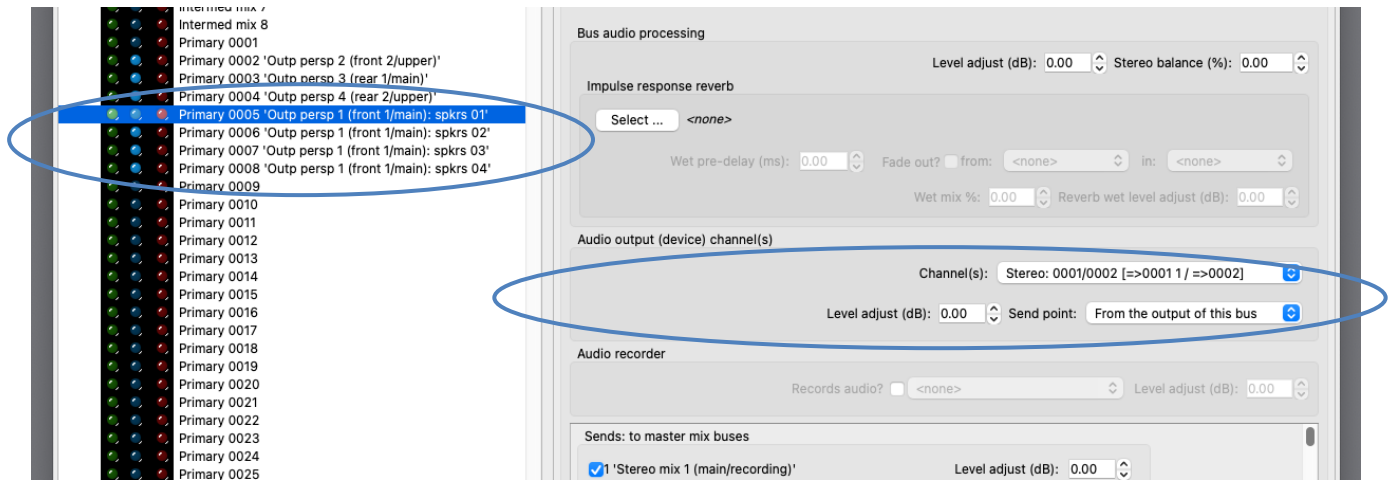 Intermed mix 7
Intermed mix 8
Primary 0001
Primary 0002 'Outp persp 2 (front 2/upper)'
Primary 0003 'Outp persp 3 (rear 1/main)'
Primary 0004 'Outp persp 4 (rear 2/upper)'
Primary 0005 'Outp persp 1 (front 1/main): spkrs 01'
Primary 0006 'Outp persp 1 (front 1/main): spkrs 02'
Primary 0007 'Outp persp 1 (front 1/main): spkrs 03'
Primary 0008 'Outp persp 1 (front 1/main): spkrs 04'
Primary 0009
Primary 0010
Primary 0011
Primary 0012
Primary 0013
Primary 0014
Primary 0015
Primary 0016
Primary 0017
Primary 0018
Primary 0019
Primary 0020
Primary 0021
Primary 0022
Primary 0023
Primary 0024
Primary 0025
Bus audio processing
Level adjust (dB): 0.00 Stereo balance (%): 0.00
Impulse response reverb
Select ... <none>
Wet pre-delay (ms): 0.00 Fade out? from: <none> in: <none>
Wet mix %: 0.00 Reverb wet level adjust (dB): 0.00
Audio output (device) channel(s)
Channel(s): Stereo: 0001/0002 [=>0001 1 / =>0002]
Level adjust (dB): 0.00 Send point: From the output of this bus
Audio recorder
Records audio? <none> Level adjust (dB): 0.00
Sends: to master mix buses
1 'Stereo mix 1 (main/recording)' Level adjust (dB): 0.00